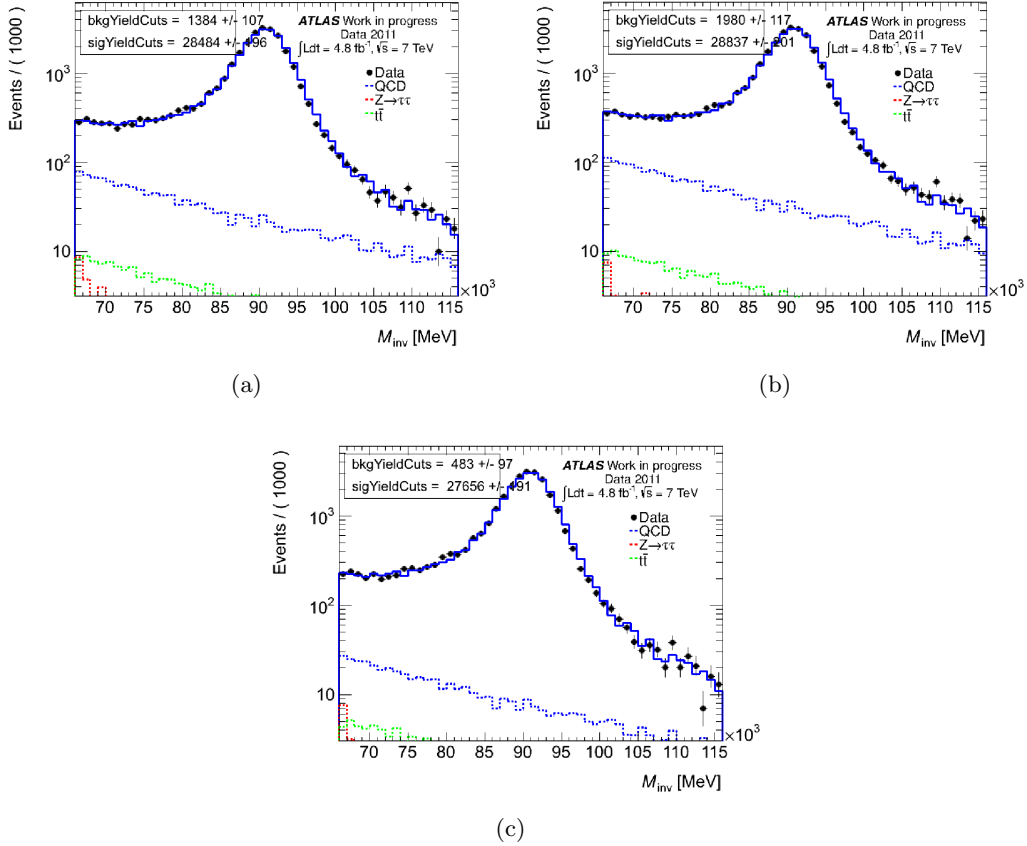 bkgYieldCuts = 1384 +/- 107
sigYieldCuts = 28484 +/- 196
ATLAS Work in progress
Data 2011
∫Ldt = 4.8 fb⁻¹, √s = 7 TeV
Data
QCD
Z→ττ
tt̄
Events / ( 1000 )
10³
10²
10
70 75 80 85 90 95 100 105 110 115
×10³
M_inv [MeV]
(a)
bkgYieldCuts = 1980 +/- 117
sigYieldCuts = 28837 +/- 201
ATLAS Work in progress
Data 2011
∫Ldt = 4.8 fb⁻¹, √s = 7 TeV
Data
QCD
Z→ττ
tt̄
Events / ( 1000 )
10³
10²
10
70 75 80 85 90 95 100 105 110 115
×10³
M_inv [MeV]
(b)
bkgYieldCuts = 483 +/- 97
sigYieldCuts = 27656 +/- 191
ATLAS Work in progress
Data 2011
∫Ldt = 4.8 fb⁻¹, √s = 7 TeV
Data
QCD
Z→ττ
tt̄
Events / ( 1000 )
10³
10²
10
70 75 80 85 90 95 100 105 110 115
×10³
M_inv [MeV]
(c)